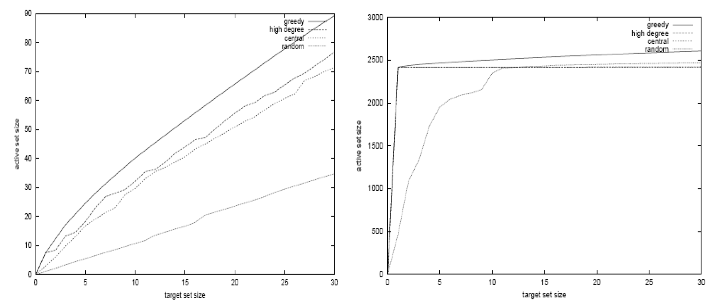 90
80
70
60
50
40
30
20
10
0
active set size
greedy
high degree
central
random
0 5 10 15 20 25 30
target set size
3000
2500
2000
1500
1000
500
0
active set size
greedy
high degree
central
random
0 5 10 15 20 25 30
target set size